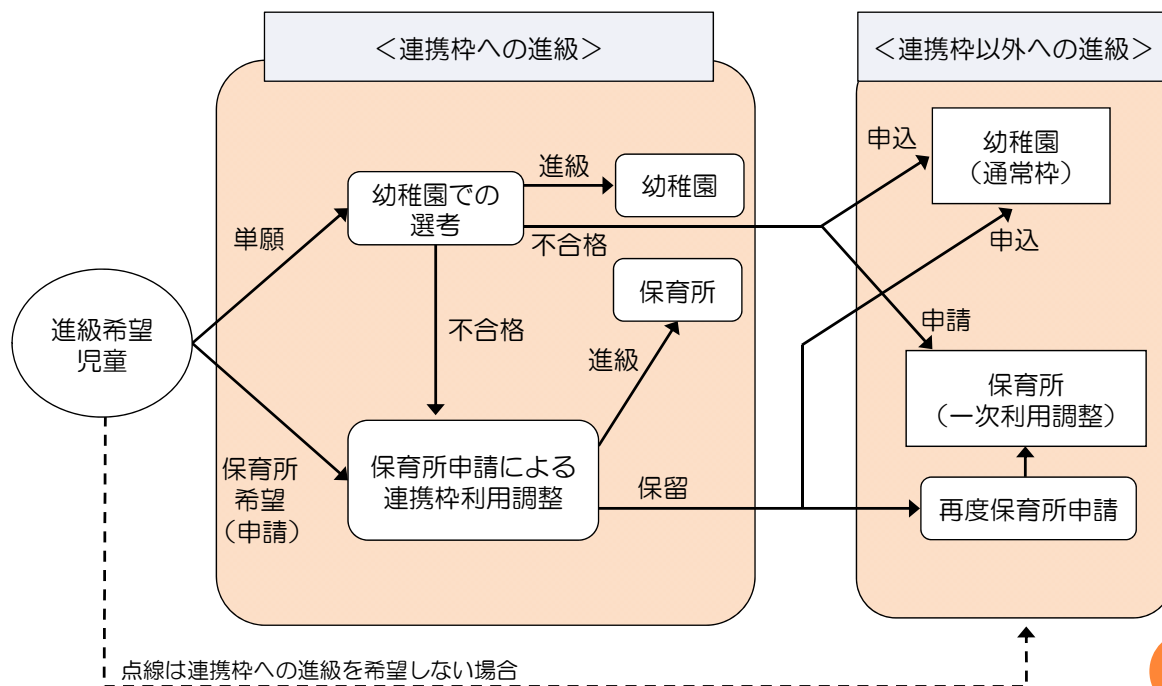 ＜連携枠への進級＞
＜連携枠以外への進級＞
進級希望
児童
単願
保育所
希望
（申請）
幼稚園での
選考
進級
幼稚園
不合格
不合格
保育所
進級
保育所申請による
連携枠利用調整
保留
申込
幼稚園
（通常枠）
申込
申請
保育所
（一次利用調整）
再度保育所申請
点線は連携枠への進級を希望しない場合